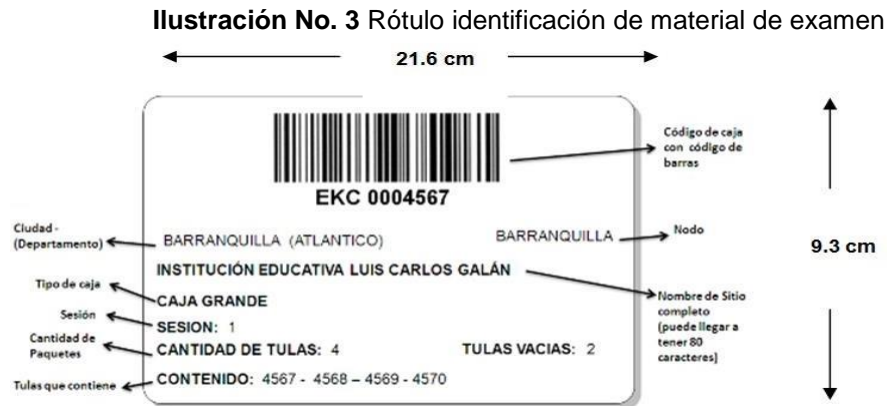 Ilustración No. 3 Rótulo identificación de material de examen
21.6 cm
Código de caja
con código de
barras
EKC 0004567
Ciudad -
(Departamento)
BARRANQUILLA (ATLANTICO)
BARRANQUILLA
Nodo
9.3 cm
INSTITUCIÓN EDUCATIVA LUIS CARLOS GALÁN
Nombre de Sitio
completo
(puede llegar a
tener 80
caracteres)
Tipo de caja
CAJA GRANDE
Sesión
SESION: 1
Cantidad de
Paquetes
CANTIDAD DE TULAS: 4
TULAS VACIAS: 2
Tulas que contiene
CONTENIDO: 4567 - 4568 – 4569 - 4570